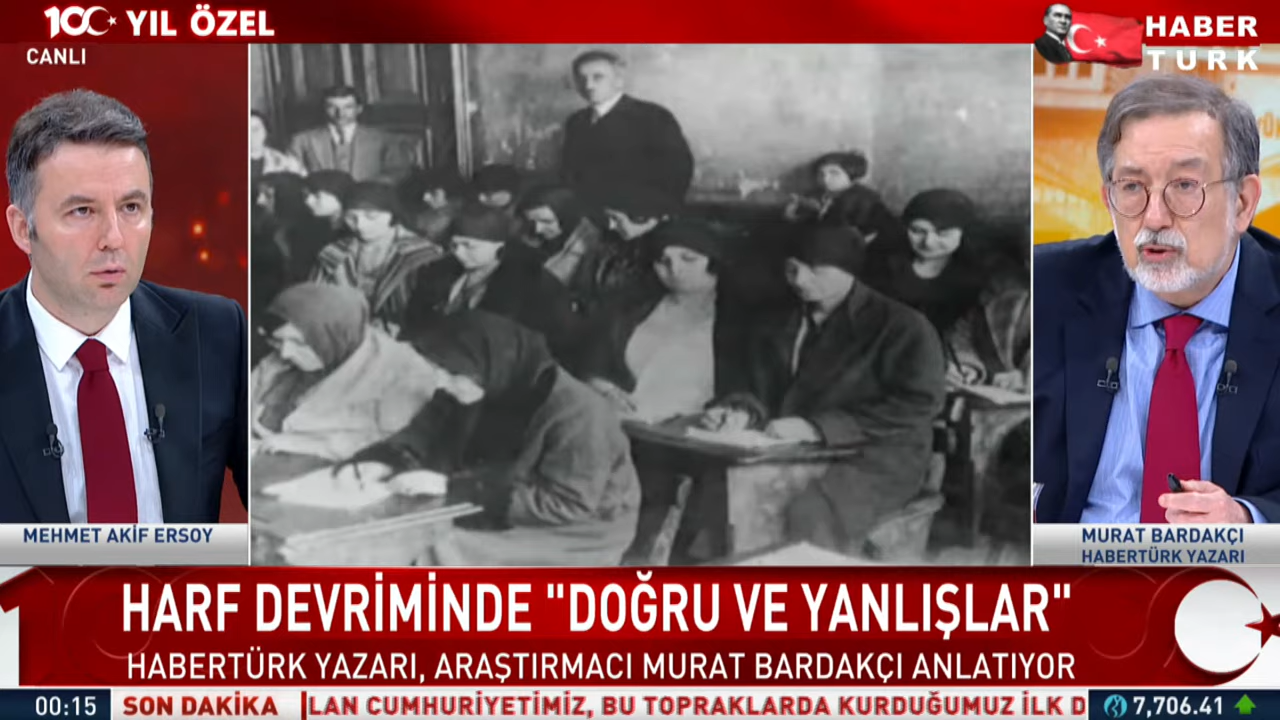 100 YIL ÖZEL
CANLI
HABER
TURK
MEHMET AKİF ERSOY
MURAT BARDAKÇI
HABERTÜRK YAZARI
HARF DEVRİMİNDE "DOĞRU VE YANLIŞLAR"
HABERTÜRK YAZARI, ARAŞTIRMACI MURAT BARDAKÇI ANLATIYOR
00:15 SON DAKİKA LAN CUMHURİYETİMİZ, BU TOPRAKLARDA KURDUĞUMUZ İLK D 7,706.41